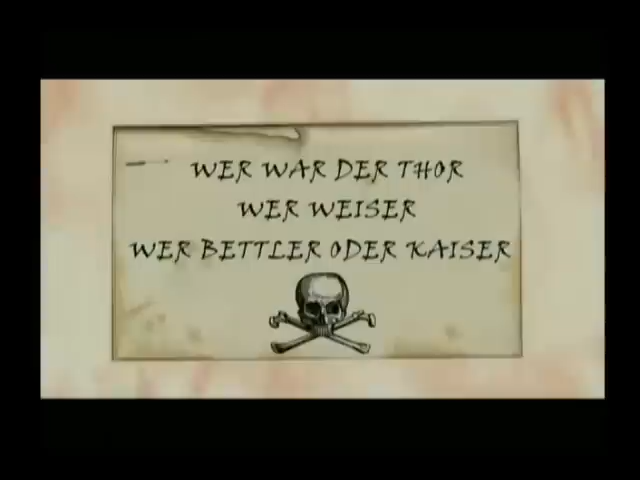 WER WAR DER THOR
WER WEISER
WER BETTLER ODER KAISER